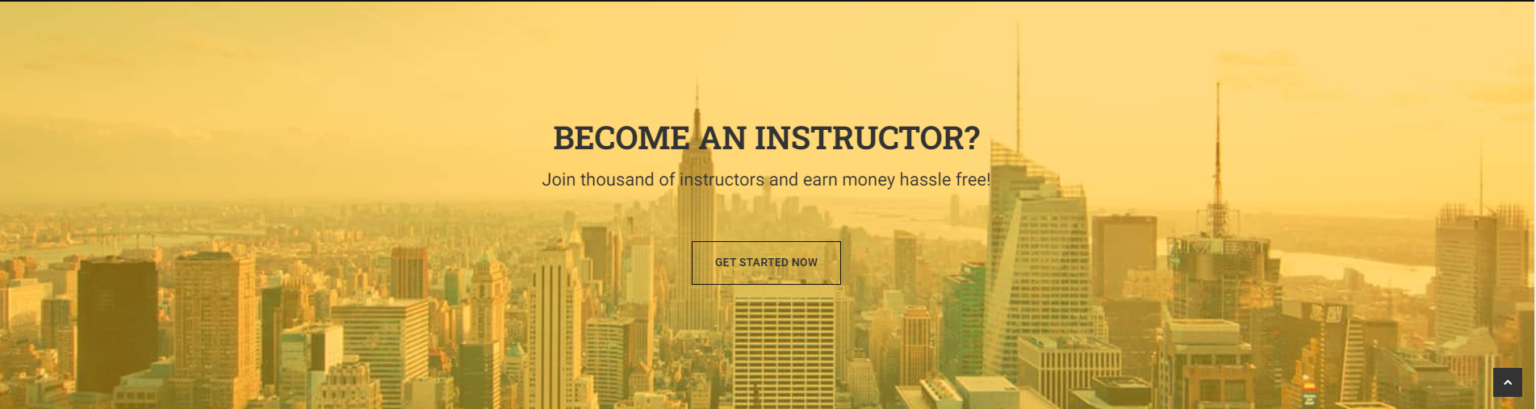 BECOME AN INSTRUCTOR?
Join thousand of instructors and earn money hassle free!
GET STARTED NOW